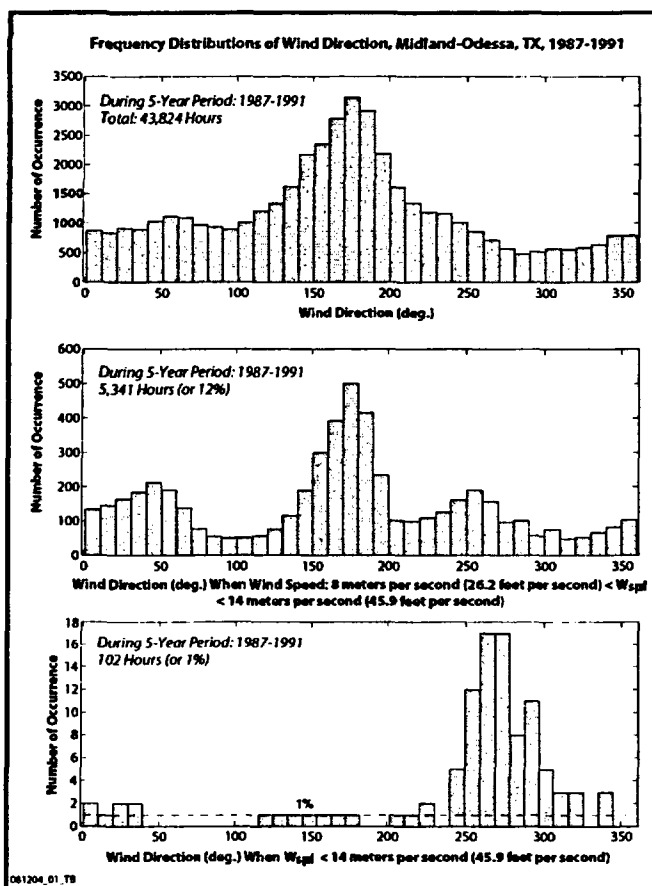 Frequency Distributions of Wind Direction, Midland-Odessa, TX, 1987-1991
3500
3000
2500
2000
1500
1000
500
0
Number of Occurrence
During 5-Year Period: 1987-1991
Total: 43,824 Hours
0 50 100 150 200 250 300 350
Wind Direction (deg.)
600
500
400
300
200
100
0
Number of Occurrence
During 5-Year Period: 1987-1991
5,341 Hours (or 12%)
0 50 100 150 200 250 300 350
Wind Direction (deg.) When Wind Speed: 8 meters per second (26.2 feet per second) < Wspd
< 14 meters per second (45.9 feet per second)
18
16
14
12
10
8
6
4
2
0
Number of Occurrence
During 5-Year Period: 1987-1991
102 Hours (or 1%)
1%
0 50 100 150 200 250 300 350
Wind Direction (deg.) When Wspd < 14 meters per second (45.9 feet per second)
081204_01_TB